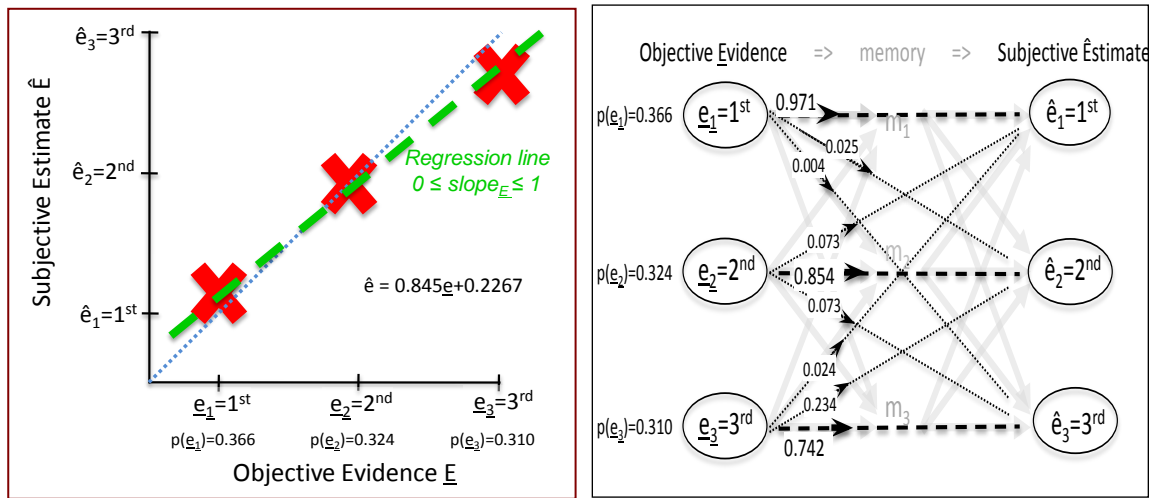 Subjective Estimate Ê
ê₃=3rd
ê₂=2nd
ê₁=1st
Regression line
0 ≤ slope_E ≤ 1
ê = 0.845e+0.2267
e₁=1st
e₂=2nd
e₃=3rd
p(e₁)=0.366
p(e₂)=0.324
p(e₃)=0.310
Objective Evidence E
Objective Evidence => memory => Subjective Êstimate
p(e₁)=0.366
e₁=1st
0.971
m₁
ê₁=1st
0.025
0.004
0.073
p(e₂)=0.324
e₂=2nd
0.854
ê₂=2nd
0.073
0.024
0.234
p(e₃)=0.310
e₃=3rd
m₃
ê₃=3rd
0.742